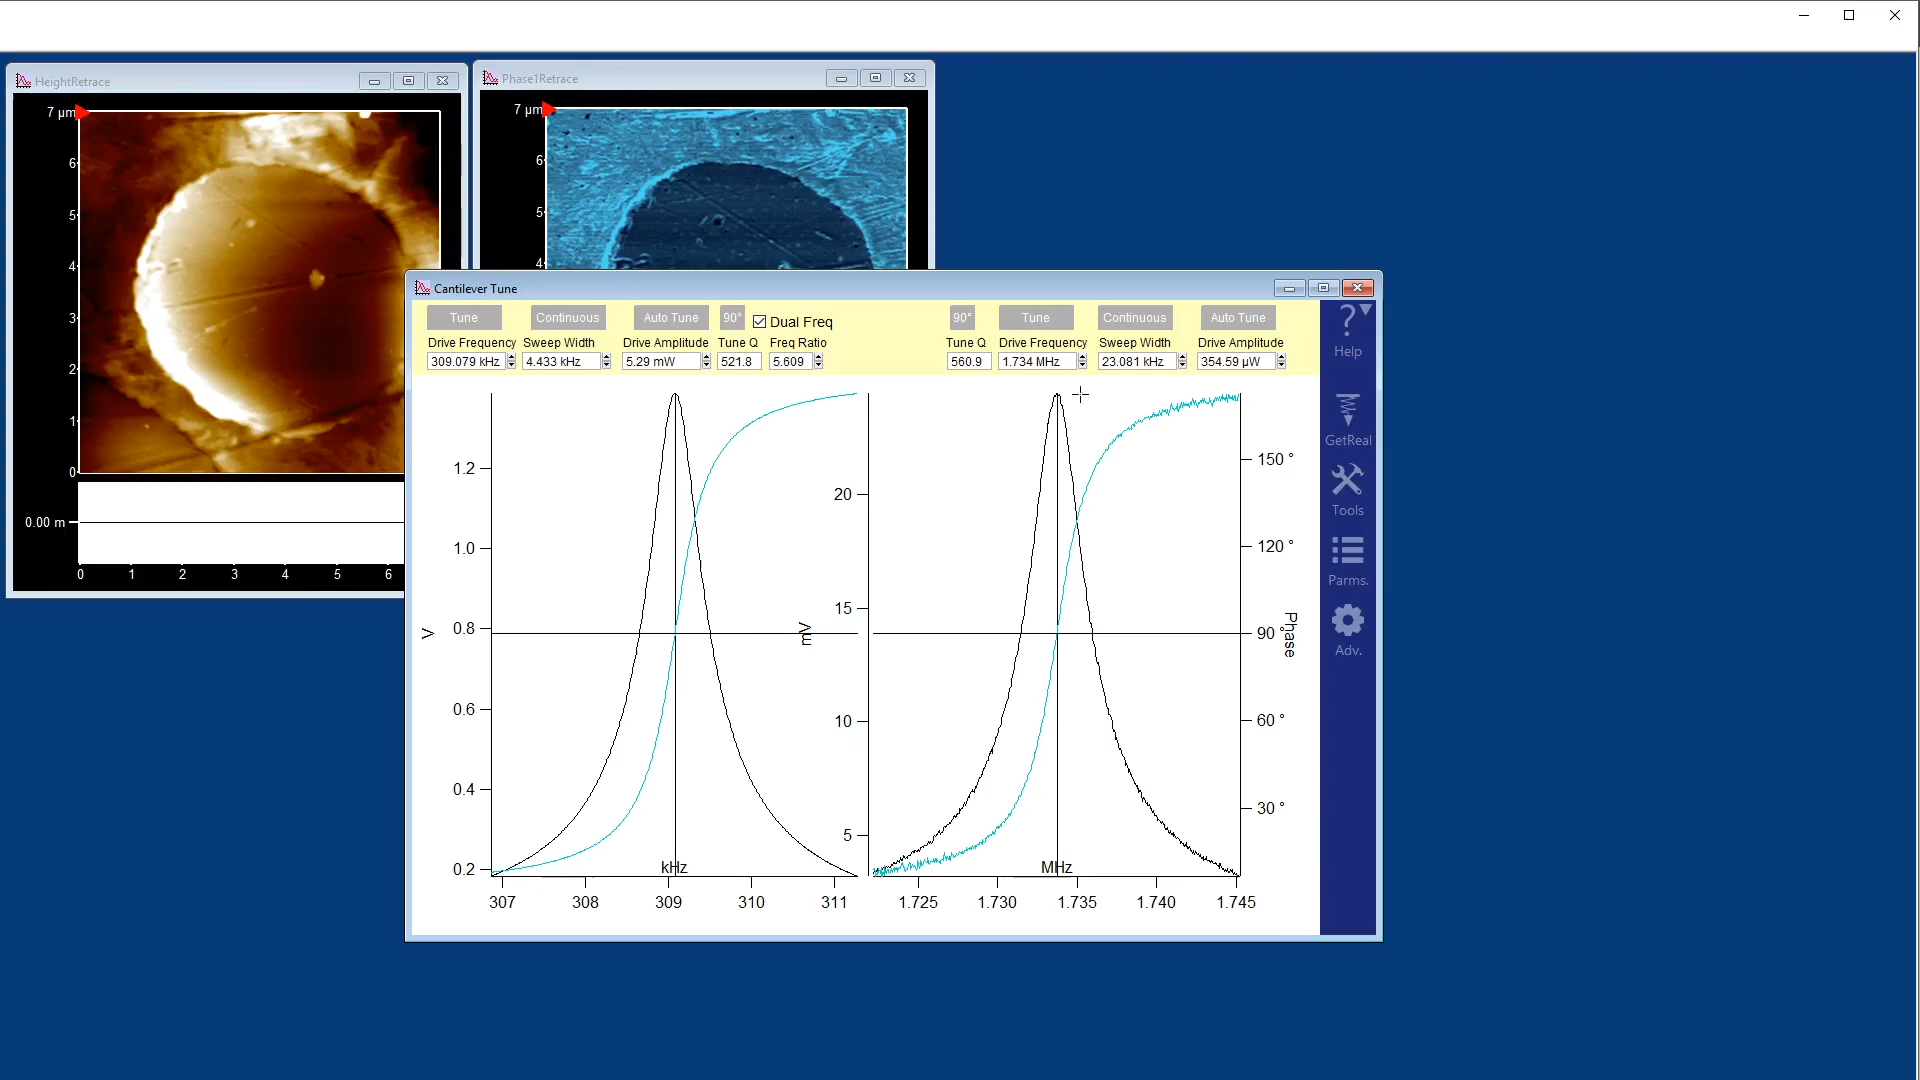 HeightRetrace
7 µm
6
5
4
3
2
1
0
0.00 m
0 1 2 3 4 5 6
Phase1Retrace
7 µm
6
5
4
Cantilever Tune
Tune Continuous Auto Tune 90° Dual Freq
Drive Frequency Sweep Width Drive Amplitude Tune Q Freq Ratio
309.079 kHz 4.433 kHz 5.29 mW 521.8 5.609
90° Tune Continuous Auto Tune
Tune Q Drive Frequency Sweep Width Drive Amplitude
560.9 1.734 MHz 23.081 kHz 354.59 µW
V
1.2
1.0
0.8
0.6
0.4
0.2
kHz
307 308 309 310 311
mV
20
15
10
5
MHz
1.725 1.730 1.735 1.740 1.745
150 °
120 °
90 °
60 °
30 °
Phase
Help
GetReal
Tools
Parms.
Adv.